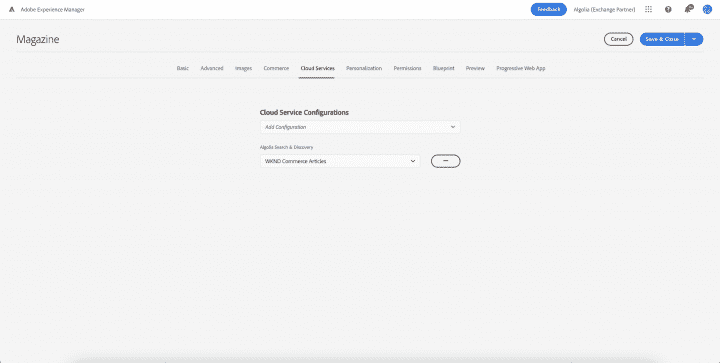 Adobe Experience Manager
Feedback
Algolia (Exchange Partner)
Magazine
Cancel
Save & Close
Basic
Advanced
Images
Commerce
Cloud Services
Personalization
Permissions
Blueprint
Preview
Progressive Web App
Cloud Service Configurations
Add Configuration
Algolia Search & Discovery
WKND Commerce Articles